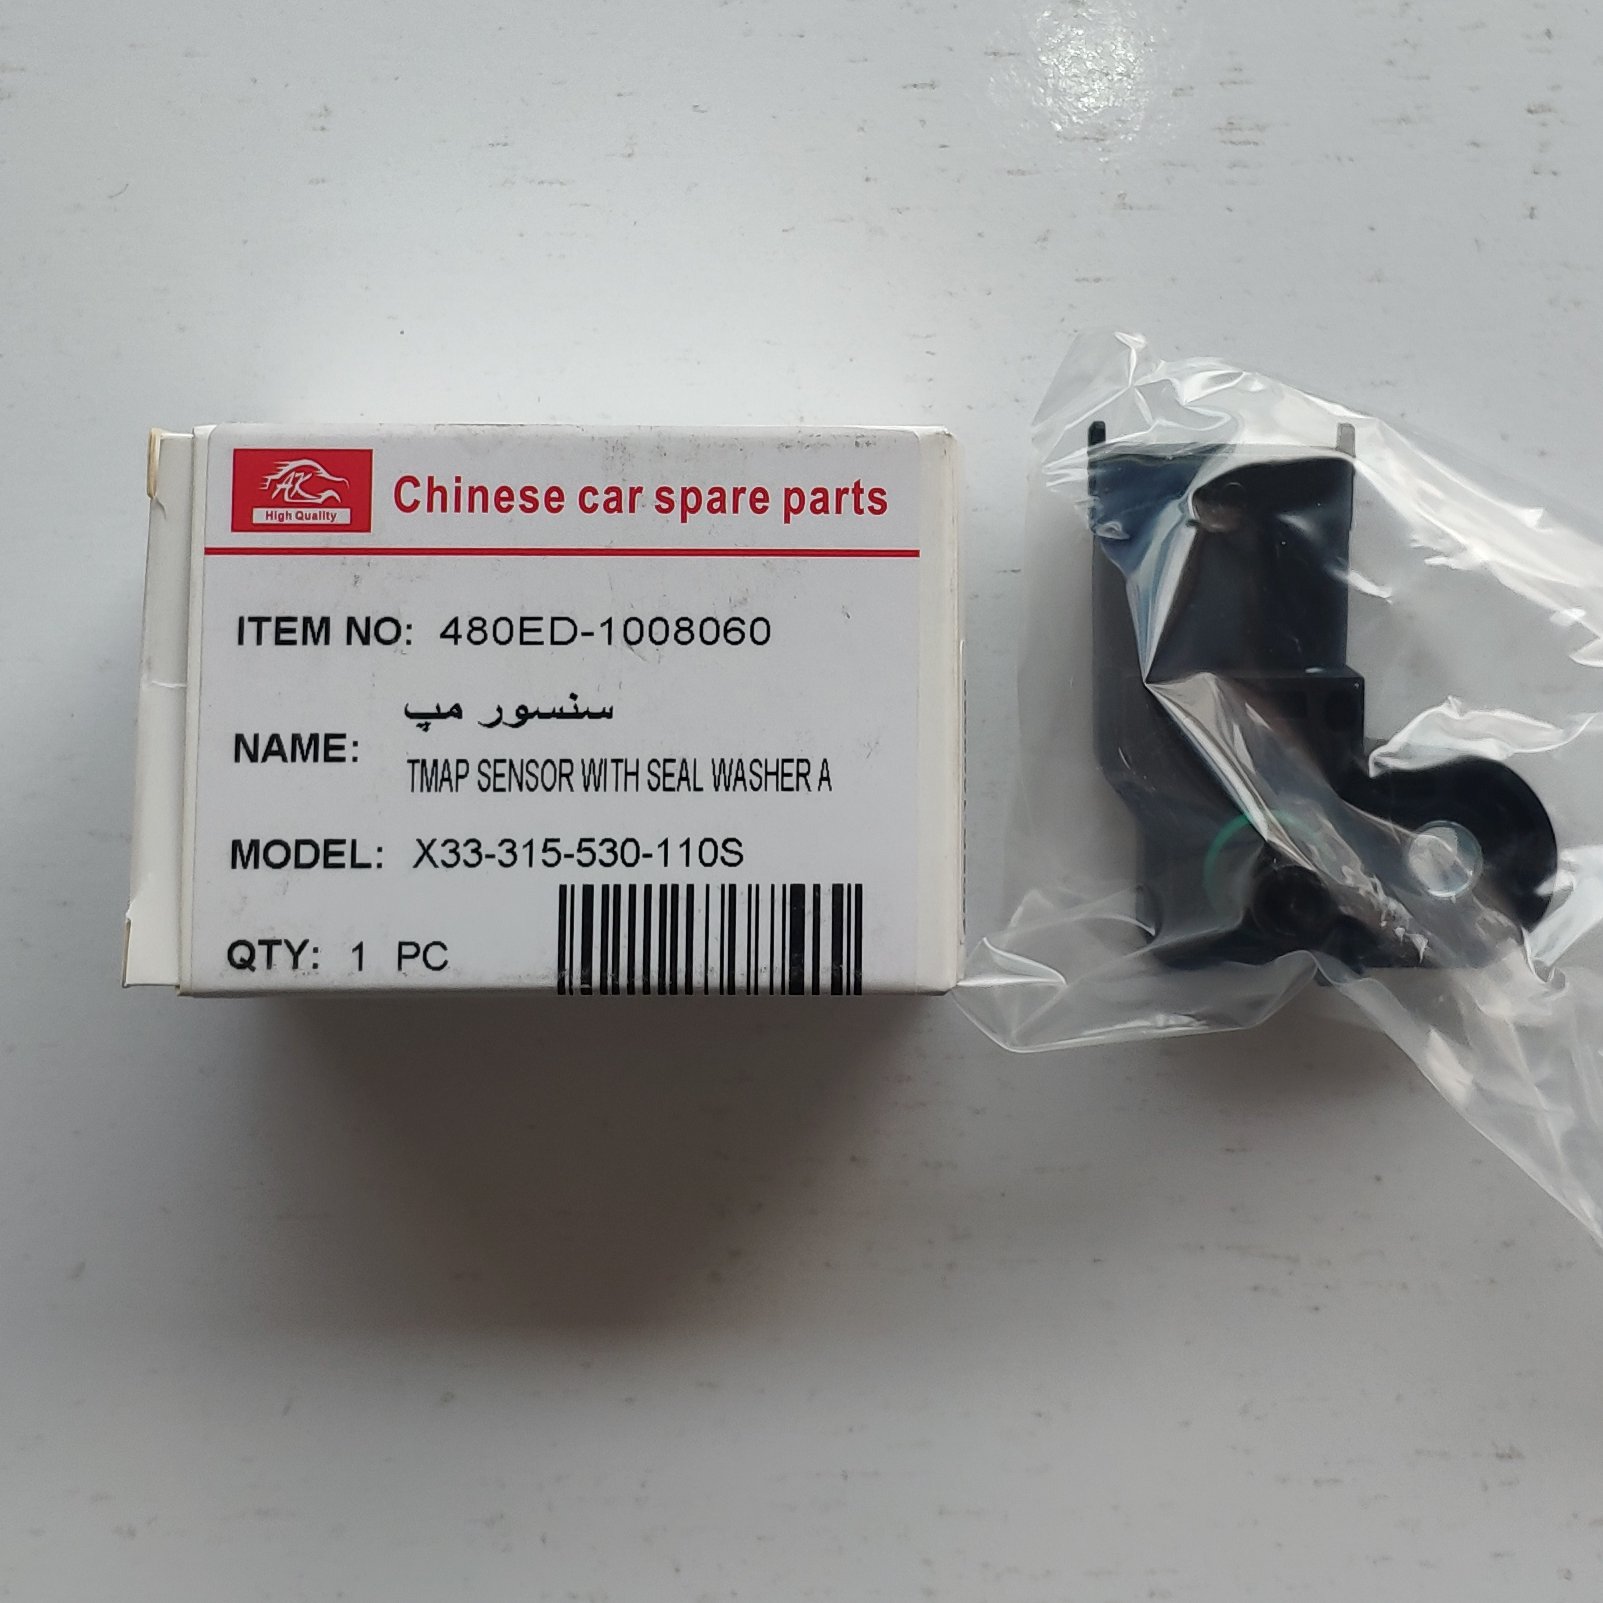 AK
High Quality
Chinese car spare parts
ITEM NO: 480ED-1008060
سنسور مپ
NAME:
TMAP SENSOR WITH SEAL WASHER A
MODEL: X33-315-530-110S
QTY: 1 PC